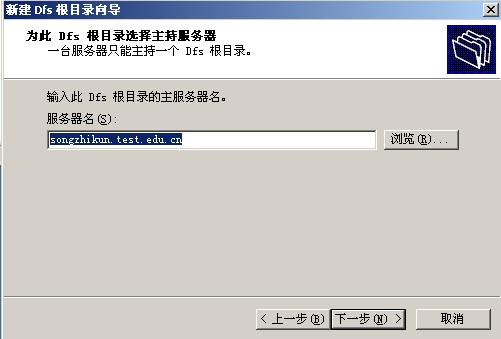 新建 Dfs 根目录向导
为此 Dfs 根目录选择主持服务器
一台服务器只能主持一个 Dfs 根目录。
输入此 Dfs 根目录的主服务器名。
服务器名(S):
songzhikun.test.edu.cn
浏览(R)...
< 上一步(B)
下一步(N) >
取消